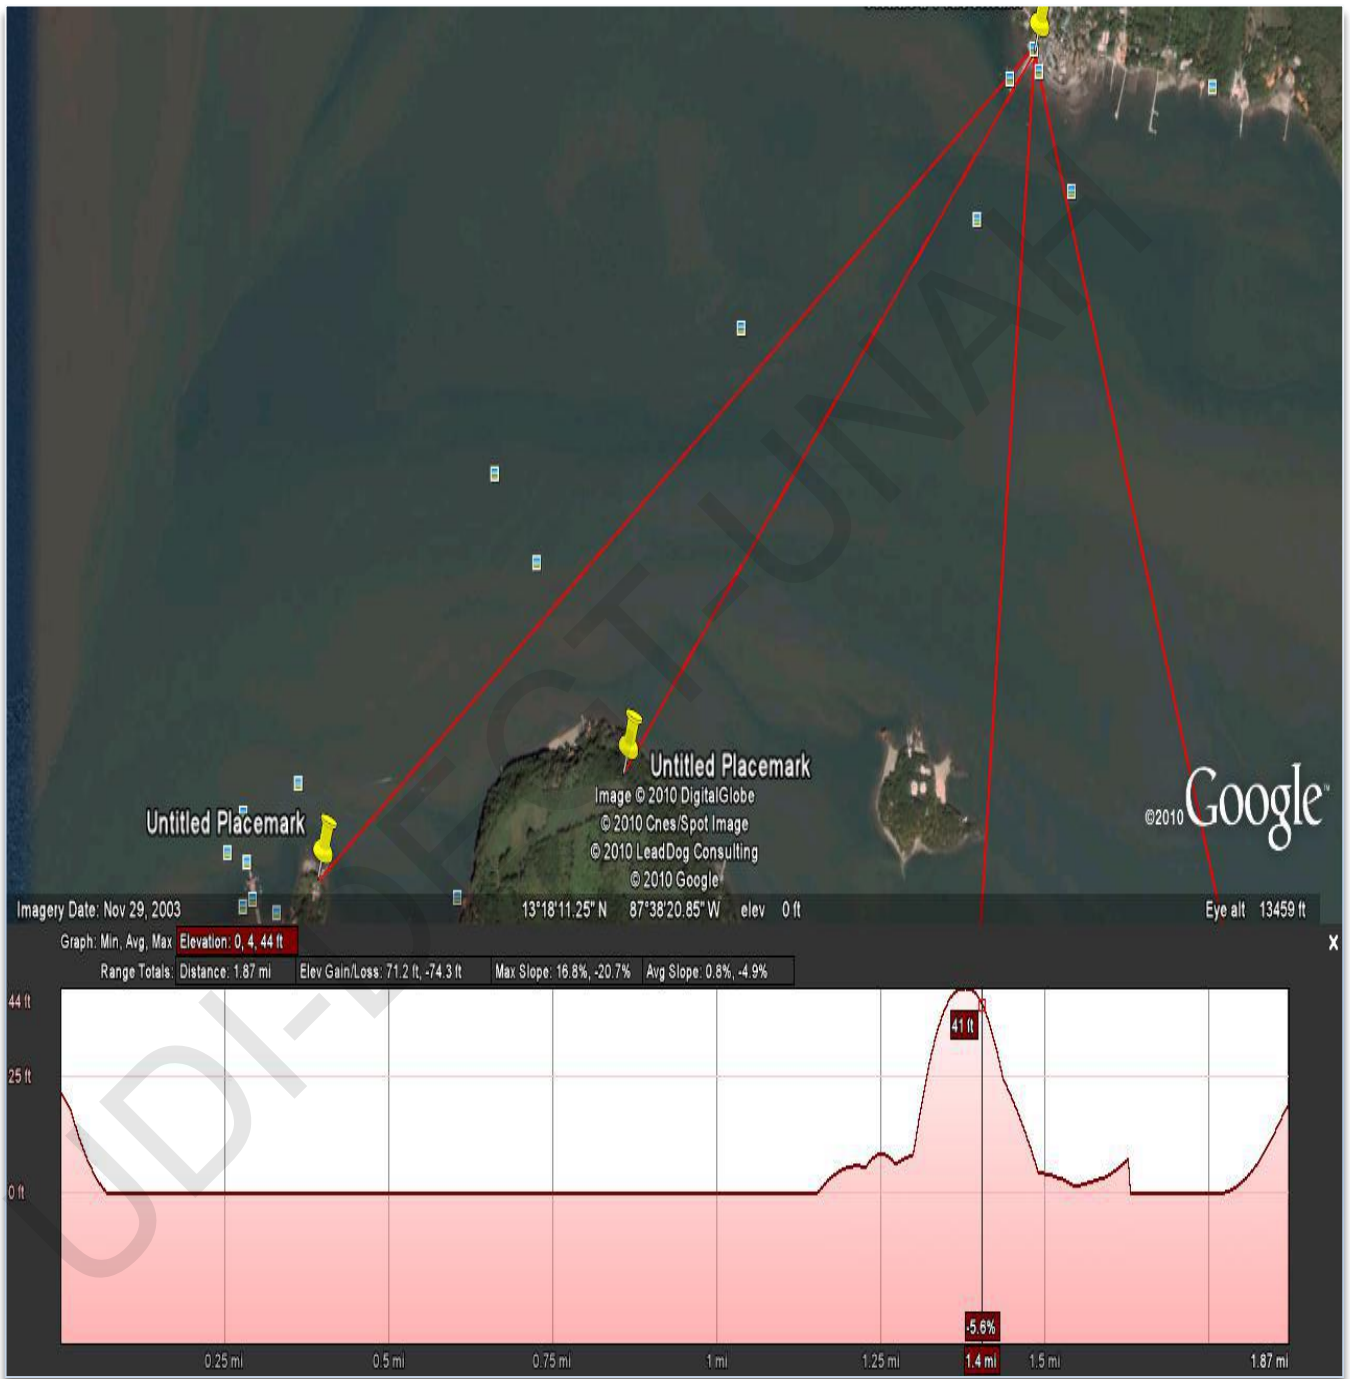 Untitled Placemark
Image © 2010 DigitalGlobe
© 2010 Cnes/Spot Image
© 2010 LeadDog Consulting
© 2010 Google
©2010 Google™
Untitled Placemark
Imagery Date: Nov 29, 2003 13°18'11.25" N 87°38'20.85" W elev 0 ft Eye alt 13459 ft
Graph: Min, Avg, Max Elevation: 0, 4, 44 ft X
Range Totals: Distance: 1.87 mi Elev Gain/Loss: 71.2 ft, -74.3 ft Max Slope: 16.8%, -20.7% Avg Slope: 0.8%, -4.9%
44 ft
41 ft
25 ft
0 ft
-5.6%
0.25 mi 0.5 mi 0.75 mi 1 mi 1.25 mi 1.4 mi 1.5 mi 1.87 mi
UDI-DEGT-UNAH